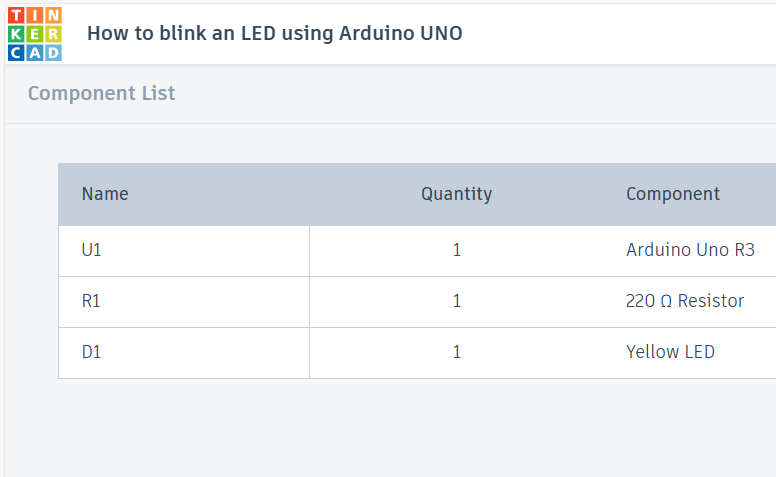 TIN
KER
CAD
How to blink an LED using Arduino UNO
Component List
Name Quantity Component
U1 1 Arduino Uno R3
R1 1 220 Ω Resistor
D1 1 Yellow LED